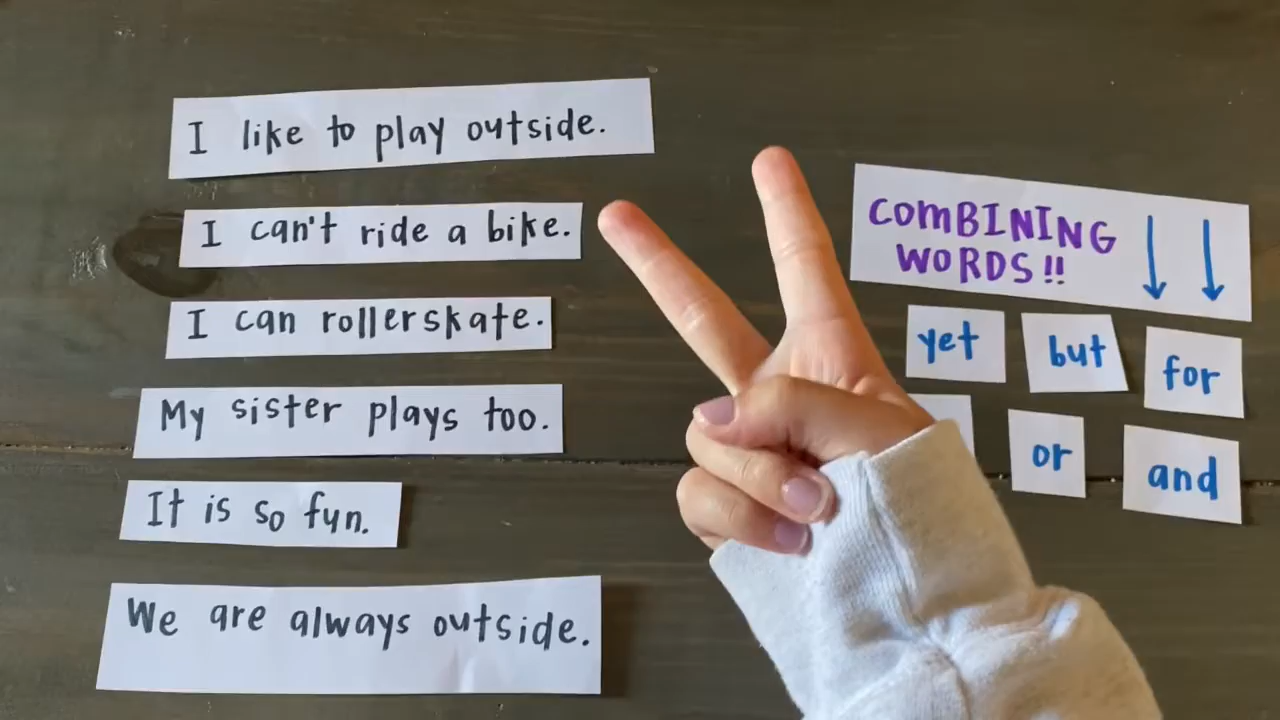 I like to play outside.
I can't ride a bike.
I can rollerskate.
My sister plays too.
It is so fun.
We are always outside.
COMBINING
WORDS!!
yet but for
or and